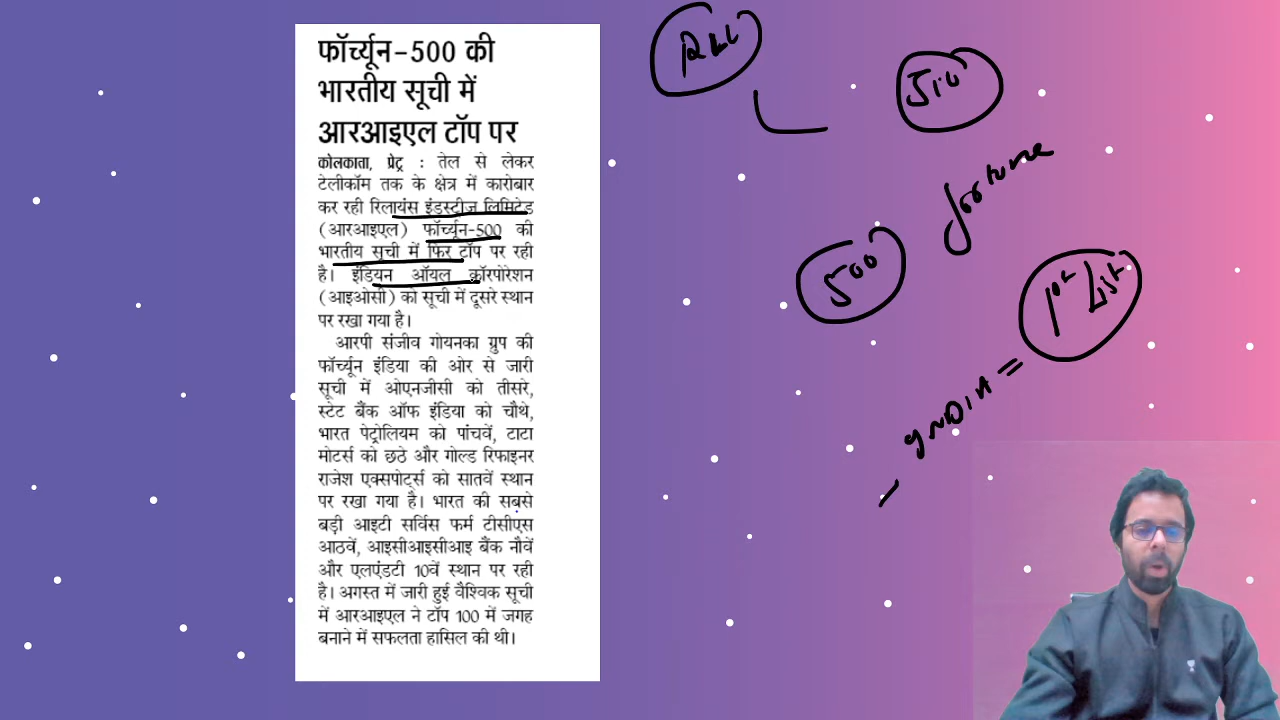 फॉर्च्यून-500 की
भारतीय सूची में
आरआइएल टॉप पर
कोलकाता, प्रेट्र : तेल से लेकर
टेलीकॉम तक के क्षेत्र में कारोबार
कर रही रिलायंस इंडस्ट्रीज लिमिटेड
(आरआइएल) फॉर्च्यून-500 की
भारतीय सूची में फिर टॉप पर रही
है। इंडियन ऑयल कॉरपोरेशन
(आइओसी) को सूची में दूसरे स्थान
पर रखा गया है।
आरपी संजीव गोयनका ग्रुप की
फॉर्च्यून इंडिया की ओर से जारी
सूची में ओएनजीसी को तीसरे,
स्टेट बैंक ऑफ इंडिया को चौथे,
भारत पेट्रोलियम को पांचवें, टाटा
मोटर्स को छठे और गोल्ड रिफाइनर
राजेश एक्सपोर्ट्स को सातवें स्थान
पर रखा गया है। भारत की सबसे
बड़ी आइटी सर्विस फर्म टीसीएस
आठवें, आइसीआइसीआइ बैंक नौवें
और एलएंडटी 10वें स्थान पर रही
है। अगस्त में जारी हुई वैश्विक सूची
में आरआइएल ने टॉप 100 में जगह
बनाने में सफलता हासिल की थी।
Jio
fortune
500
List
INDIA =